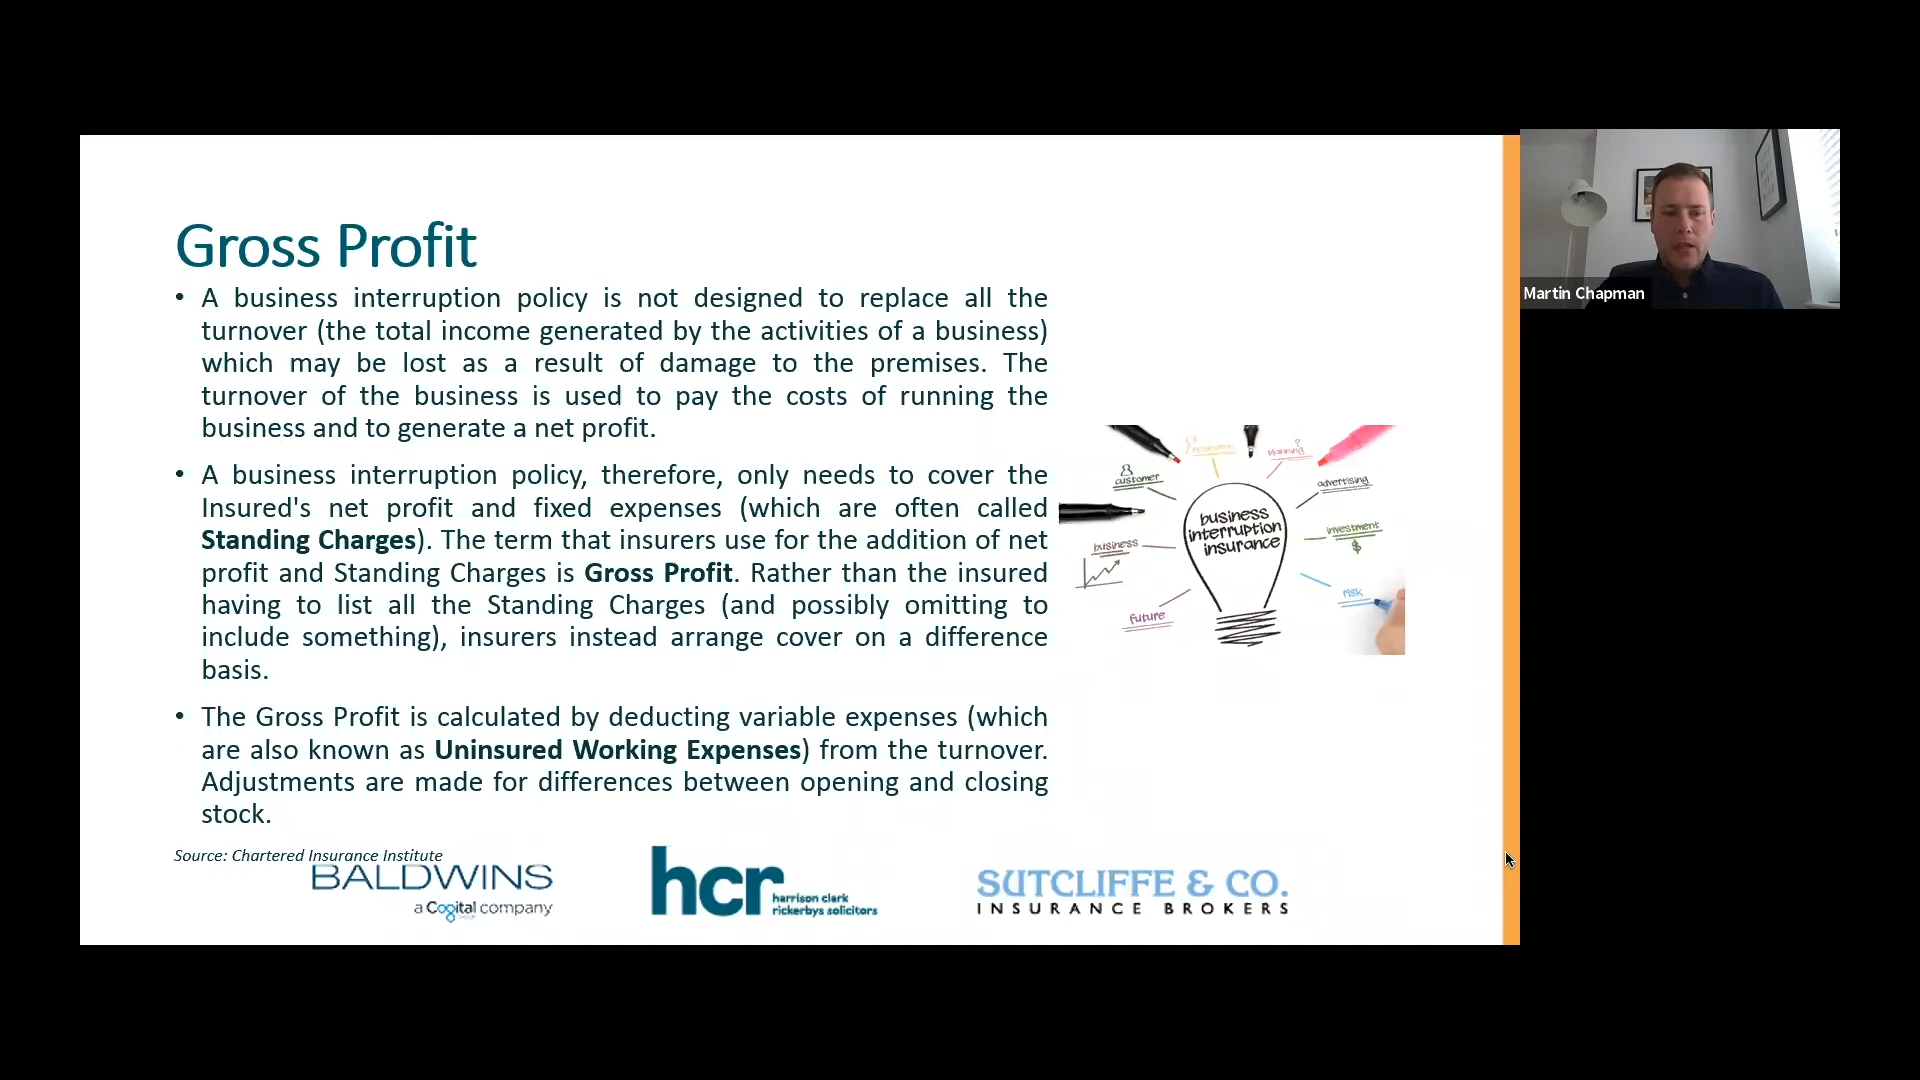 Gross Profit
• A business interruption policy is not designed to replace all the
turnover (the total income generated by the activities of a business)
which may be lost as a result of damage to the premises. The
turnover of the business is used to pay the costs of running the
business and to generate a net profit.
• A business interruption policy, therefore, only needs to cover the
Insured's net profit and fixed expenses (which are often called
Standing Charges). The term that insurers use for the addition of net
profit and Standing Charges is Gross Profit. Rather than the insured
having to list all the Standing Charges (and possibly omitting to
include something), insurers instead arrange cover on a difference
basis.
• The Gross Profit is calculated by deducting variable expenses (which
are also known as Uninsured Working Expenses) from the turnover.
Adjustments are made for differences between opening and closing
stock.
Source: Chartered Insurance Institute
BALDWINS
a Cogital company
hcr
harrison clark
rickerbys solicitors
SUTCLIFFE & CO.
INSURANCE BROKERS
planning
customer
advertising
business
interruption
insurance
investment
$
business
risk
future
Martin Chapman